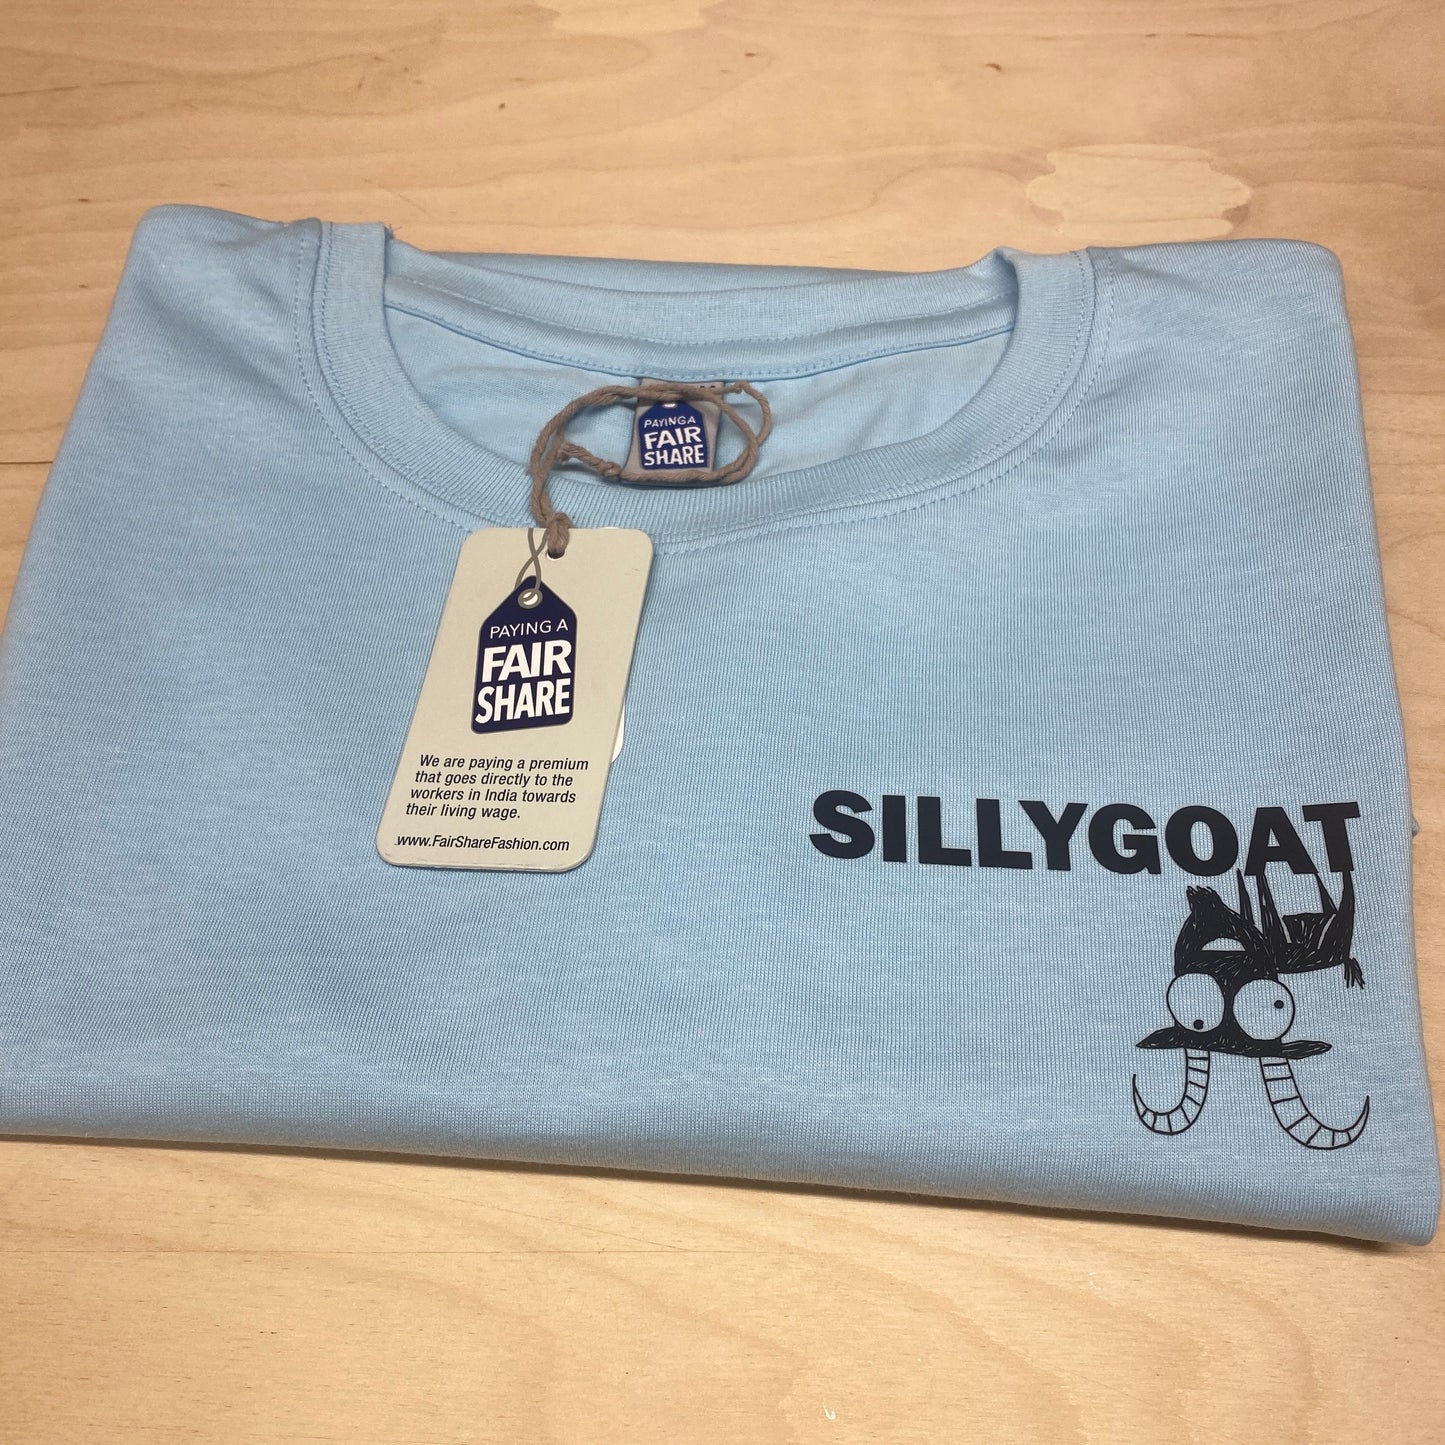 PAYING A
FAIR
SHARE
PAYING A
FAIR
SHARE
We are paying a premium
that goes directly to the
workers in India towards
their living wage.
www.FairShareFashion.com
SILLYGOAT